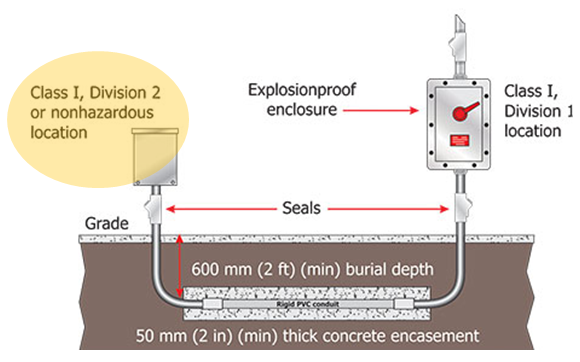 Class I, Division 2
or nonhazardous
location
Explosionproof
enclosure
Class I,
Division 1
location
Seals
Grade
600 mm (2 ft) (min) burial depth
Rigid PVC conduit
50 mm (2 in) (min) thick concrete encasement